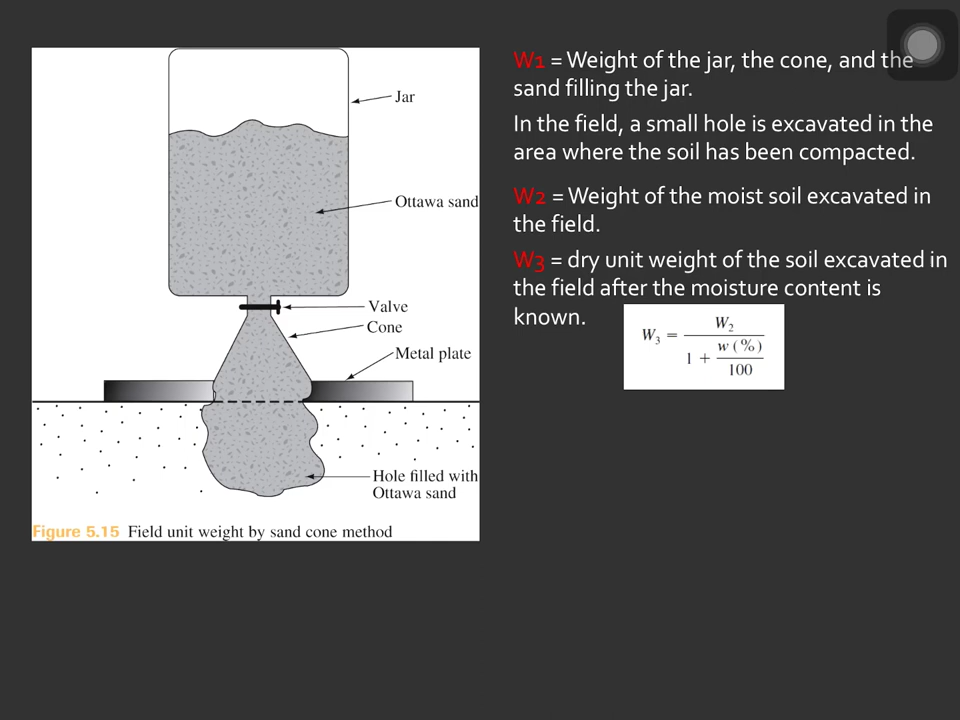 Jar
Ottawa sand
Valve
Cone
Metal plate
Hole filled with
Ottawa sand
Figure 5.15 Field unit weight by sand cone method
W1 = Weight of the jar, the cone, and the
sand filling the jar.
In the field, a small hole is excavated in the
area where the soil has been compacted.
W2 = Weight of the moist soil excavated in
the field.
W3 = dry unit weight of the soil excavated in
the field after the moisture content is
known.
W₃ = W₂ / (1 + w (%) / 100)